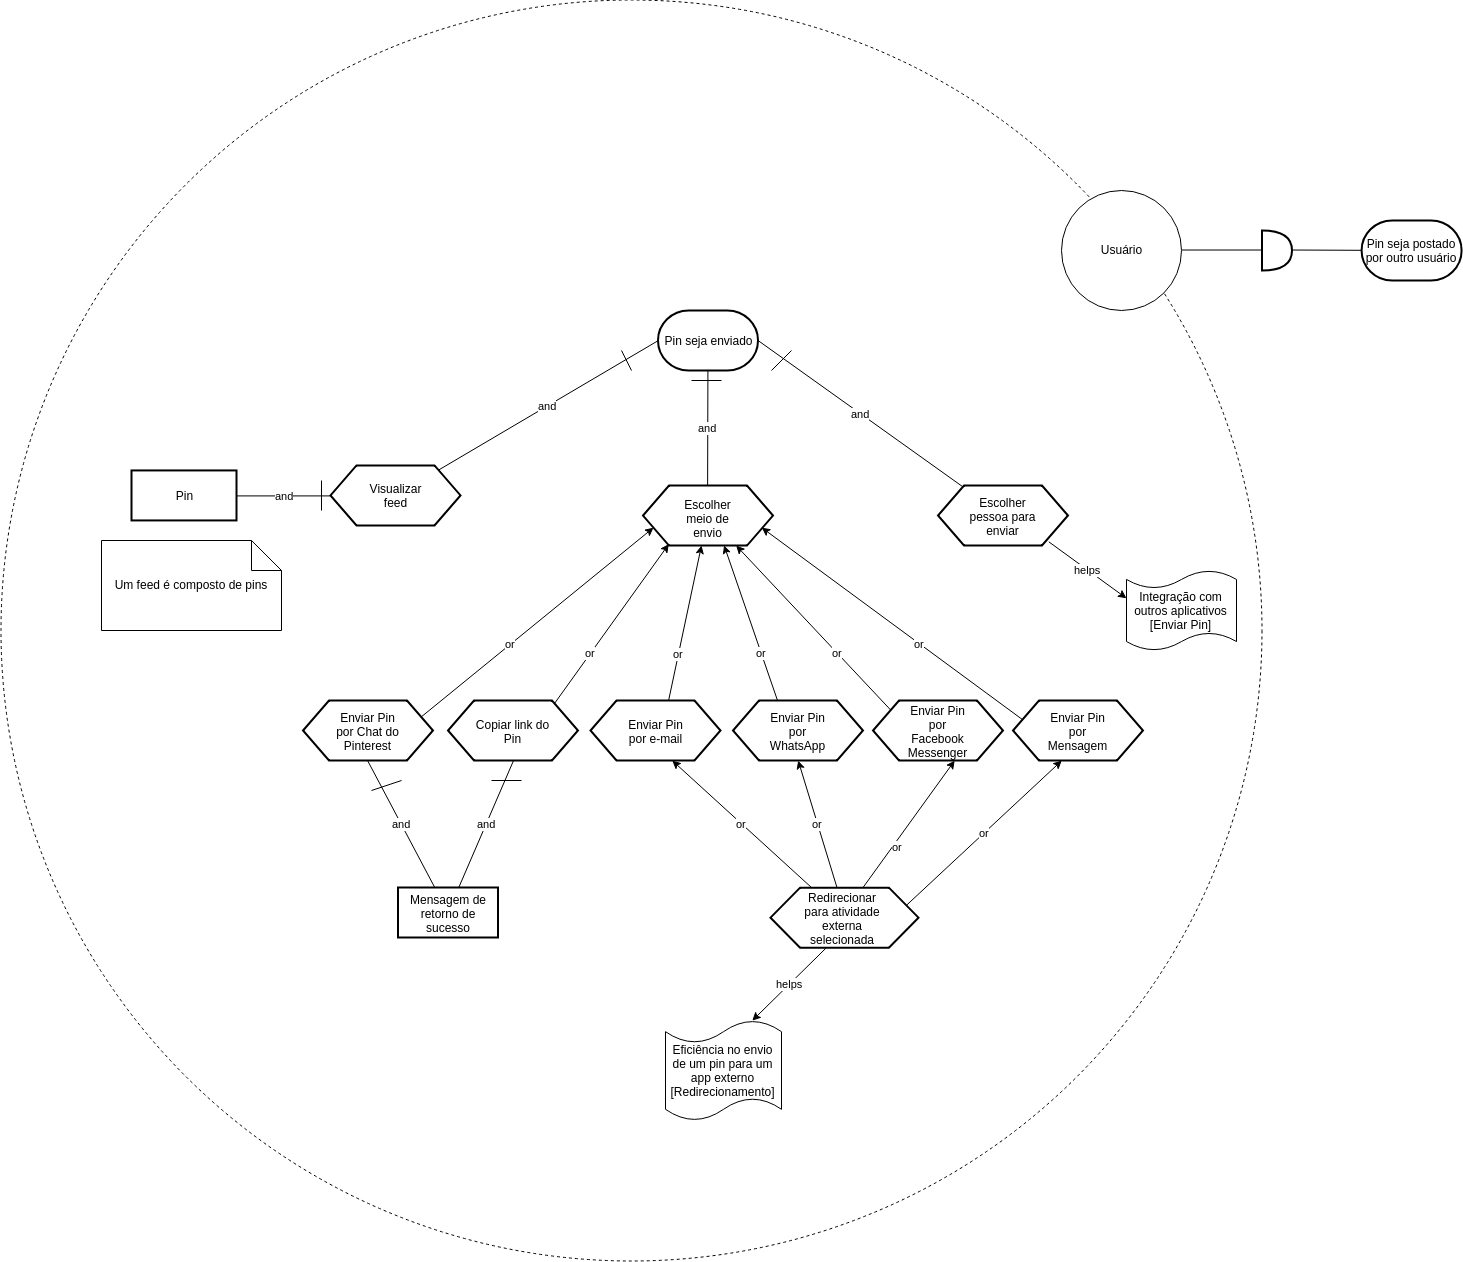 Usuário
Pin seja postado
por outro usuário
Pin seja enviado
and
and
and
Pin
and
Visualizar
feed
Escolher
meio de
envio
Escolher
pessoa para
enviar
helps
Integração com
outros aplicativos
[Enviar Pin]
Um feed é composto de pins
or
or
or
or
or
or
Enviar Pin
por Chat do
Pinterest
Copiar link do
Pin
Enviar Pin
por e-mail
Enviar Pin
por
WhatsApp
Enviar Pin
por
Facebook
Messenger
Enviar Pin
por
Mensagem
and
and
or
or
or
or
Mensagem de
retorno de
sucesso
Redirecionar
para atividade
externa
selecionada
helps
Eficiência no envio
de um pin para um
app externo
[Redirecionamento]